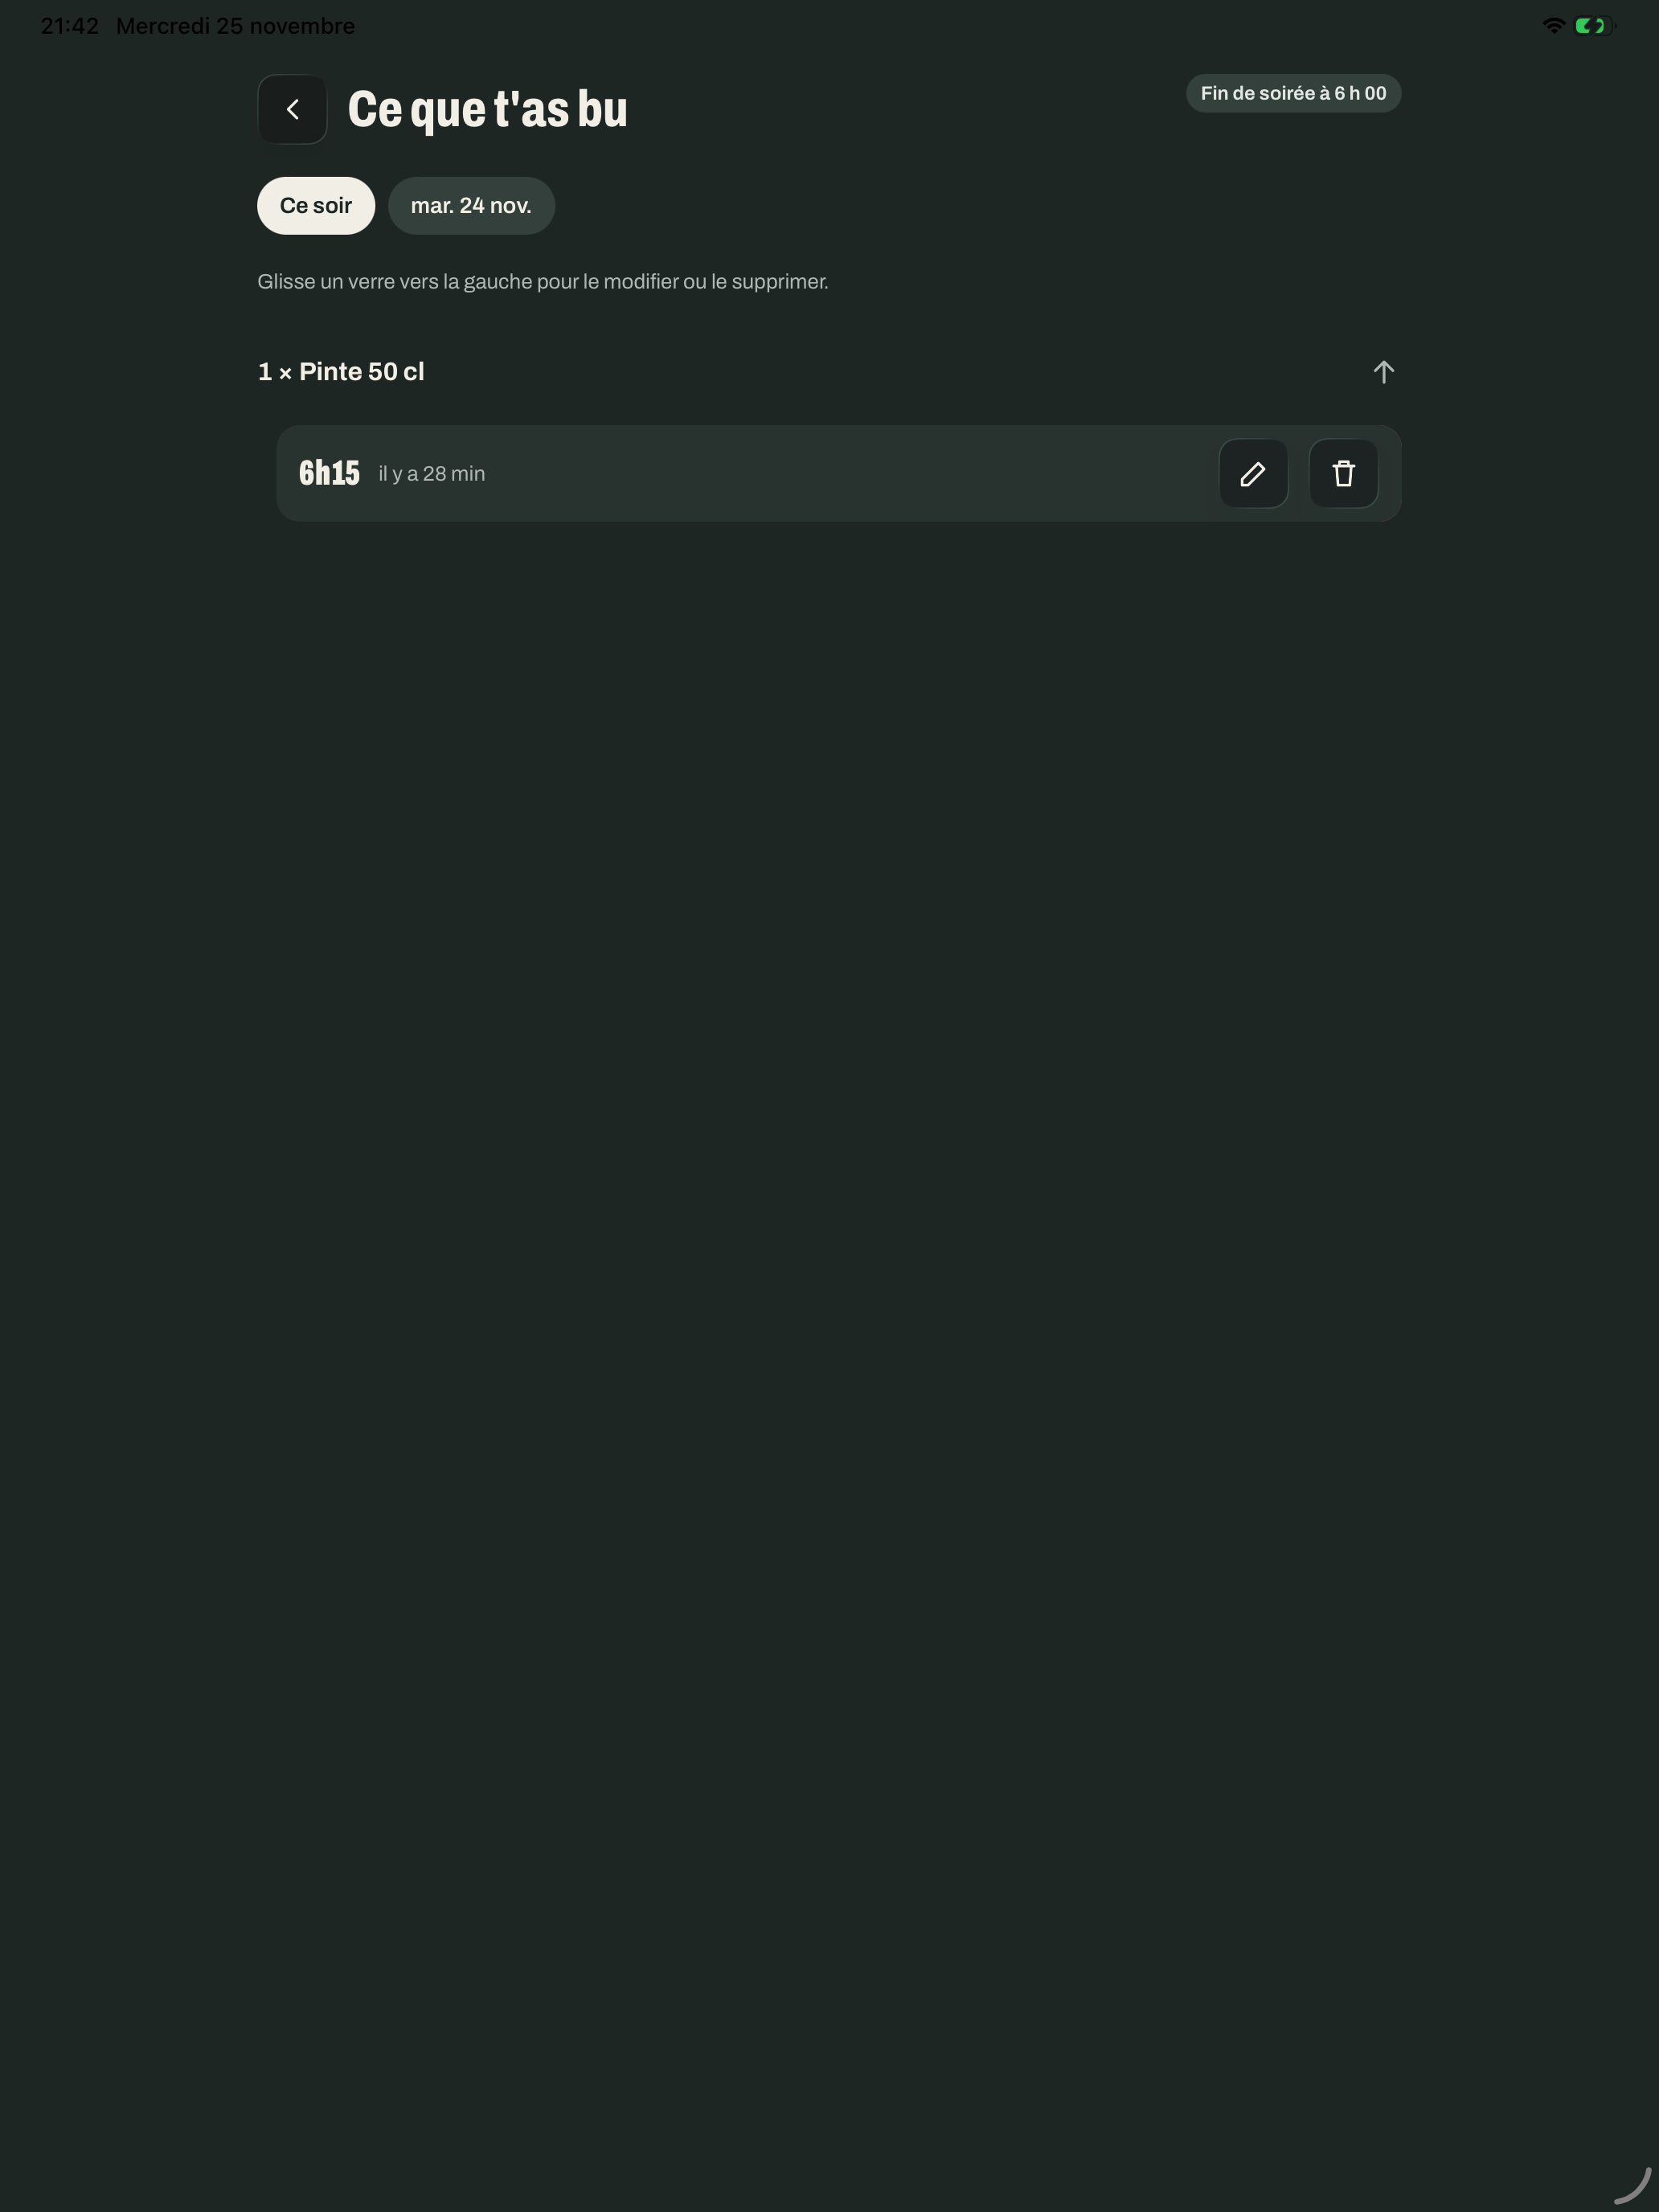 21:42 Mercredi 25 novembre
Ce que t'as bu
Fin de soirée à 6 h 00
Ce soir
mar. 24 nov.
Glisse un verre vers la gauche pour le modifier ou le supprimer.
1 × Pinte 50 cl
6h15 il y a 28 min